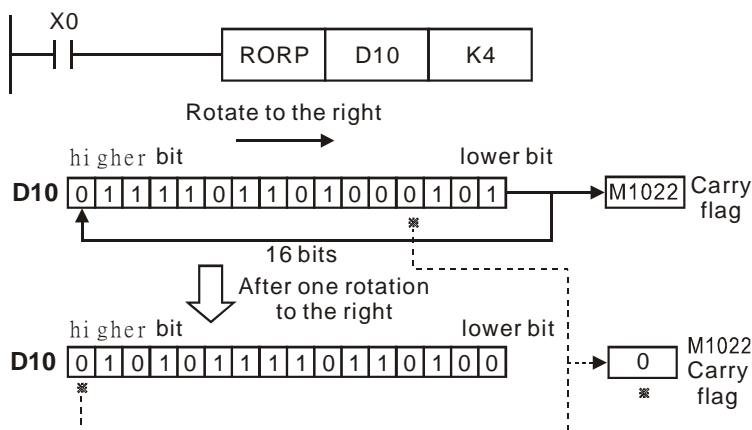 X0
RORP D10 K4
Rotate to the right
higher bit lower bit
D10 0 1 1 1 1 0 1 1 0 1 0 0 0 1 0 1 M1022 Carry flag
※
16 bits
After one rotation
to the right
higher bit lower bit
D10 0 1 0 1 0 1 1 1 1 0 1 1 0 1 0 0 0 M1022 Carry flag
※ ※